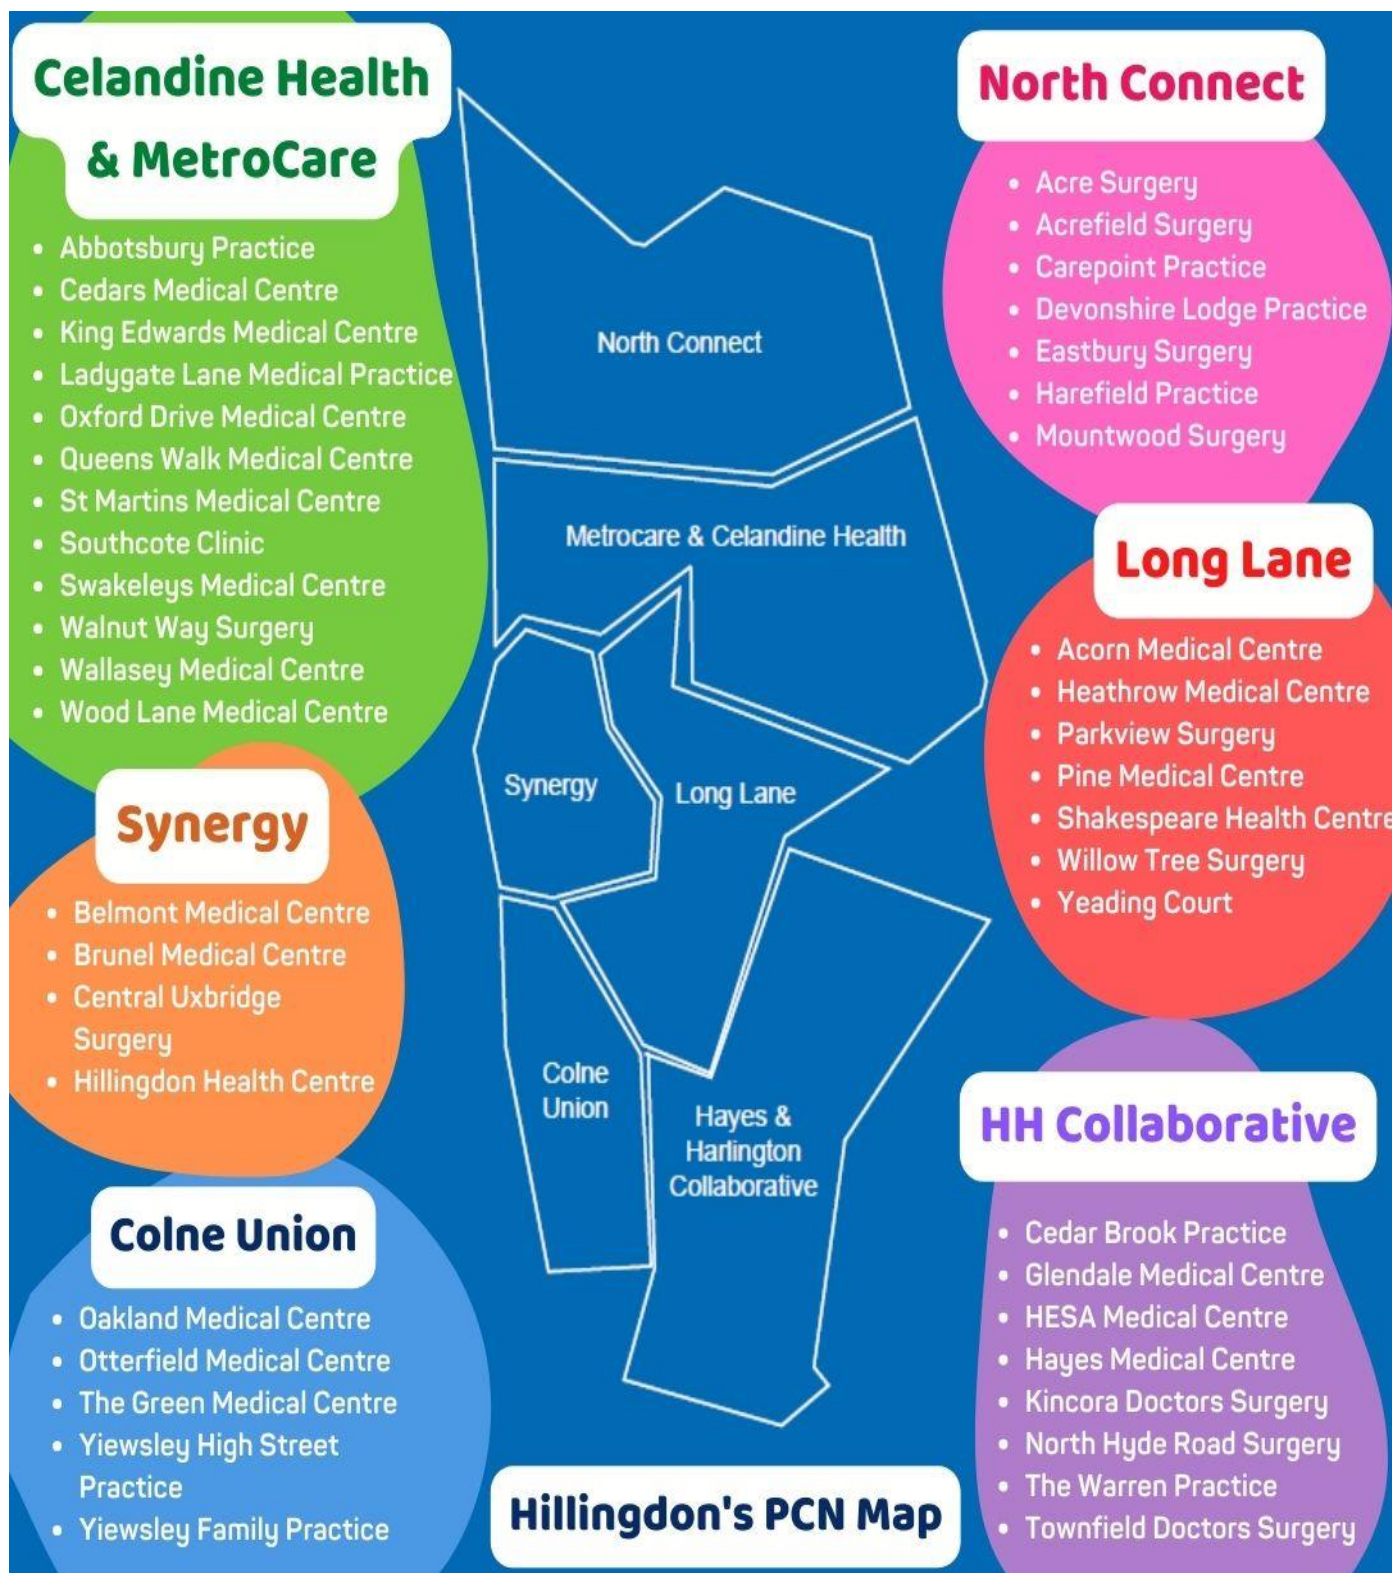 Celandine Health
& MetroCare
• Abbotsbury Practice
• Cedars Medical Centre
• King Edwards Medical Centre
• Ladygate Lane Medical Practice
• Oxford Drive Medical Centre
• Queens Walk Medical Centre
• St Martins Medical Centre
• Southcote Clinic
• Swakeleys Medical Centre
• Walnut Way Surgery
• Wallasey Medical Centre
• Wood Lane Medical Centre
Synergy
• Belmont Medical Centre
• Brunel Medical Centre
• Central Uxbridge
Surgery
• Hillingdon Health Centre
Colne Union
• Oakland Medical Centre
• Otterfield Medical Centre
• The Green Medical Centre
• Yiewsley High Street
Practice
• Yiewsley Family Practice
North Connect
Metrocare & Celandine Health
Synergy
Long Lane
Colne
Union
Hayes &
Harlington
Collaborative
Hillingdon's PCN Map
North Connect
• Acre Surgery
• Acrefield Surgery
• Carepoint Practice
• Devonshire Lodge Practice
• Eastbury Surgery
• Harefield Practice
• Mountwood Surgery
Long Lane
• Acorn Medical Centre
• Heathrow Medical Centre
• Parkview Surgery
• Pine Medical Centre
• Shakespeare Health Centre
• Willow Tree Surgery
• Yeading Court
HH Collaborative
• Cedar Brook Practice
• Glendale Medical Centre
• HESA Medical Centre
• Hayes Medical Centre
• Kincora Doctors Surgery
• North Hyde Road Surgery
• The Warren Practice
• Townfield Doctors Surgery